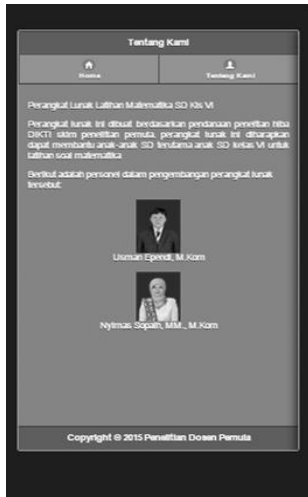 Tentang Kami
Home
Tentang Kami
Perangkat Lunak Latihan Matematika SD Kls VI
Perangkat lunak ini dibuat berdasarkan pendanaan penelitian hiba
DIKTI skim penelitian pemula, perangkat lunak ini diharapkan
dapat membantu anak-anak SD terutama anak SD kelas VI untuk
latihan soal matematika
Berikut adalah personel dalam pengembangan perangkat lunak
tersebut:
Usman Ependi, M.Kom
Nyimas Sopiah, MM., M.Kom
Copyright © 2015 Penelitian Dosen Pemula